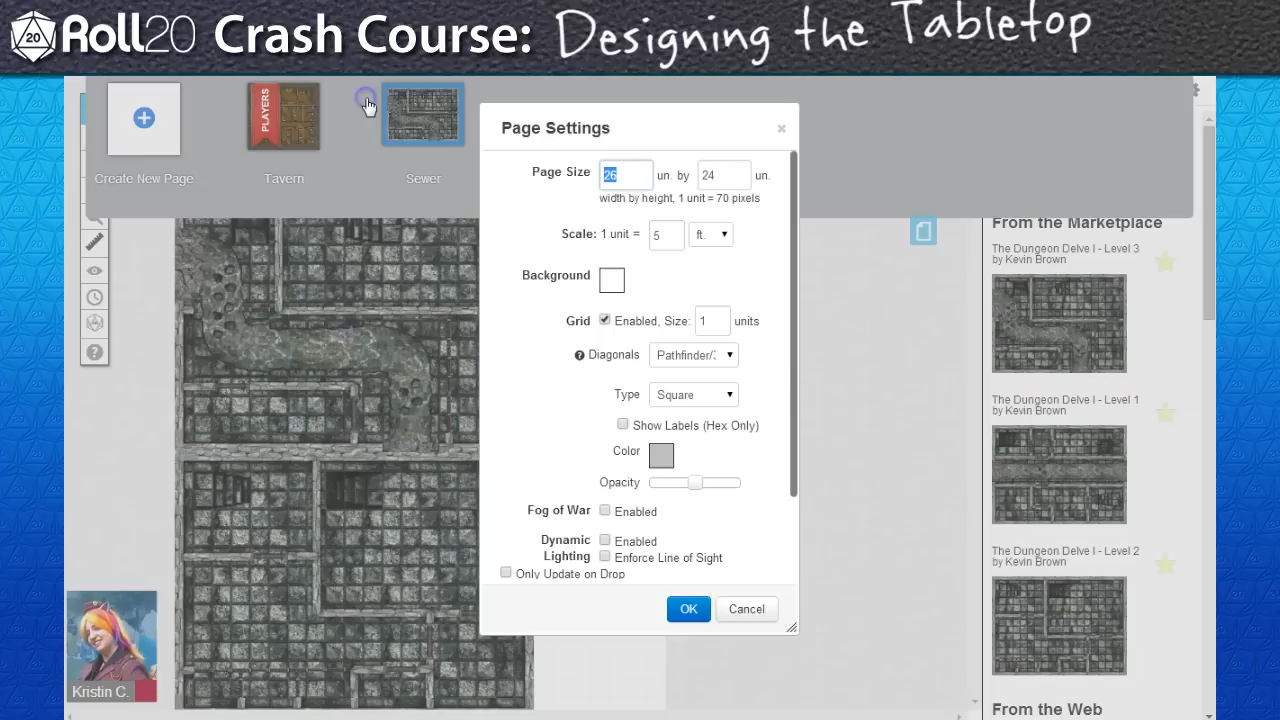 20 Roll20 Crash Course: Designing the Tabletop
PLAYERS
Create New Page
Tavern
Sewer
Page Settings ×
Page Size 26 un. by 24 un.
width by height, 1 unit = 70 pixels
Scale: 1 unit = 5 ft.
Background
Grid Enabled, Size: 1 units
Diagonals Pathfinder/
Type Square
Show Labels (Hex Only)
Color
Opacity
Fog of War Enabled
Dynamic Enabled
Lighting Enforce Line of Sight
Only Update on Drop
OK Cancel
From the Marketplace
The Dungeon Delve I - Level 3
by Kevin Brown
The Dungeon Delve I - Level 1
by Kevin Brown
The Dungeon Delve I - Level 2
by Kevin Brown
From the Web
Kristin C.